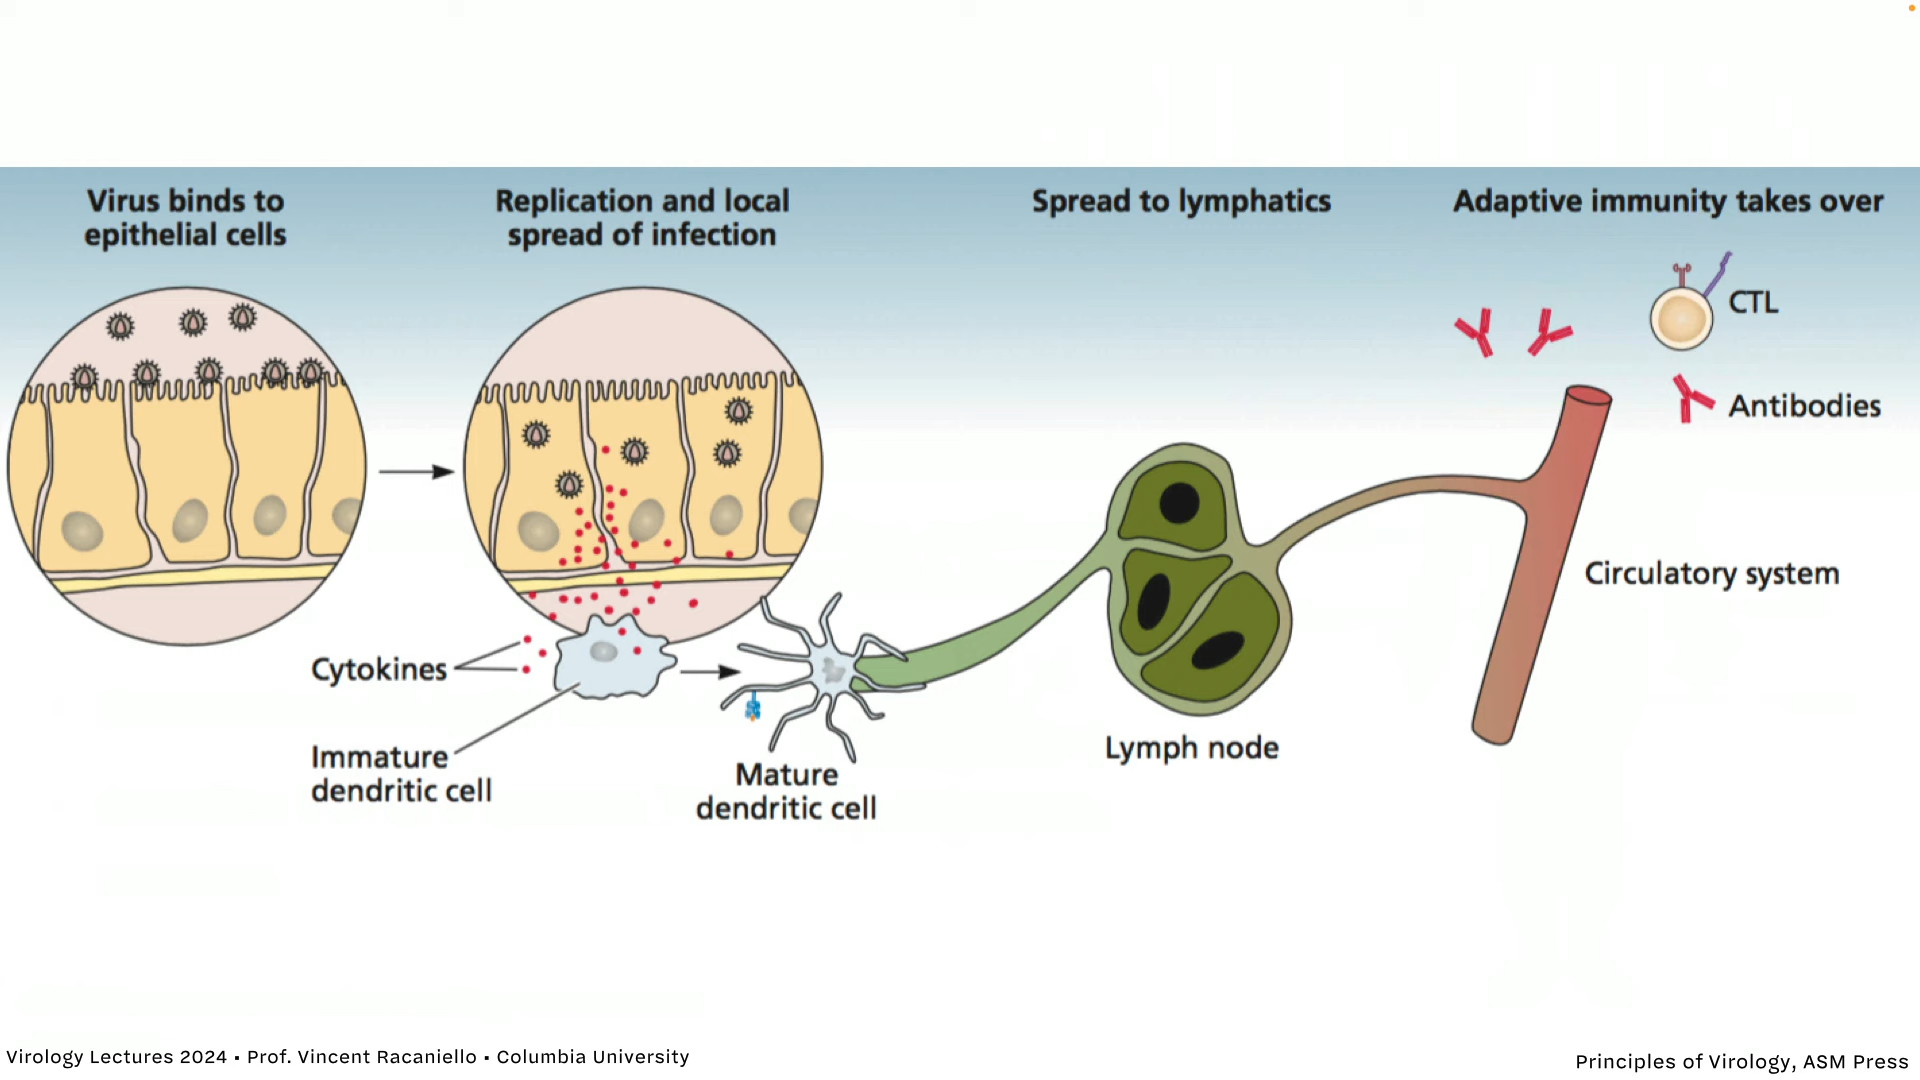 Virus binds to
epithelial cells
Replication and local
spread of infection
Spread to lymphatics
Adaptive immunity takes over
CTL
Antibodies
Circulatory system
Cytokines
Immature
dendritic cell
Mature
dendritic cell
Lymph node
Virology Lectures 2024 • Prof. Vincent Racaniello • Columbia University
Principles of Virology, ASM Press